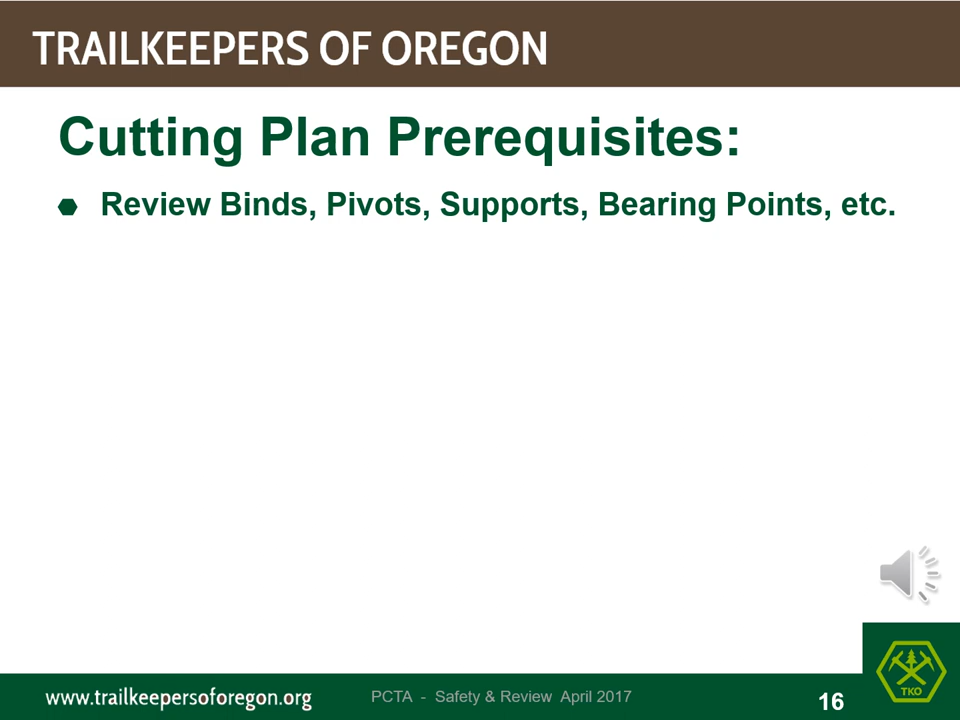 TRAILKEEPERS OF OREGON
Cutting Plan Prerequisites:
Review Binds, Pivots, Supports, Bearing Points, etc.
TKO
www.trailkeepersoforegon.org
PCTA - Safety & Review April 2017
16